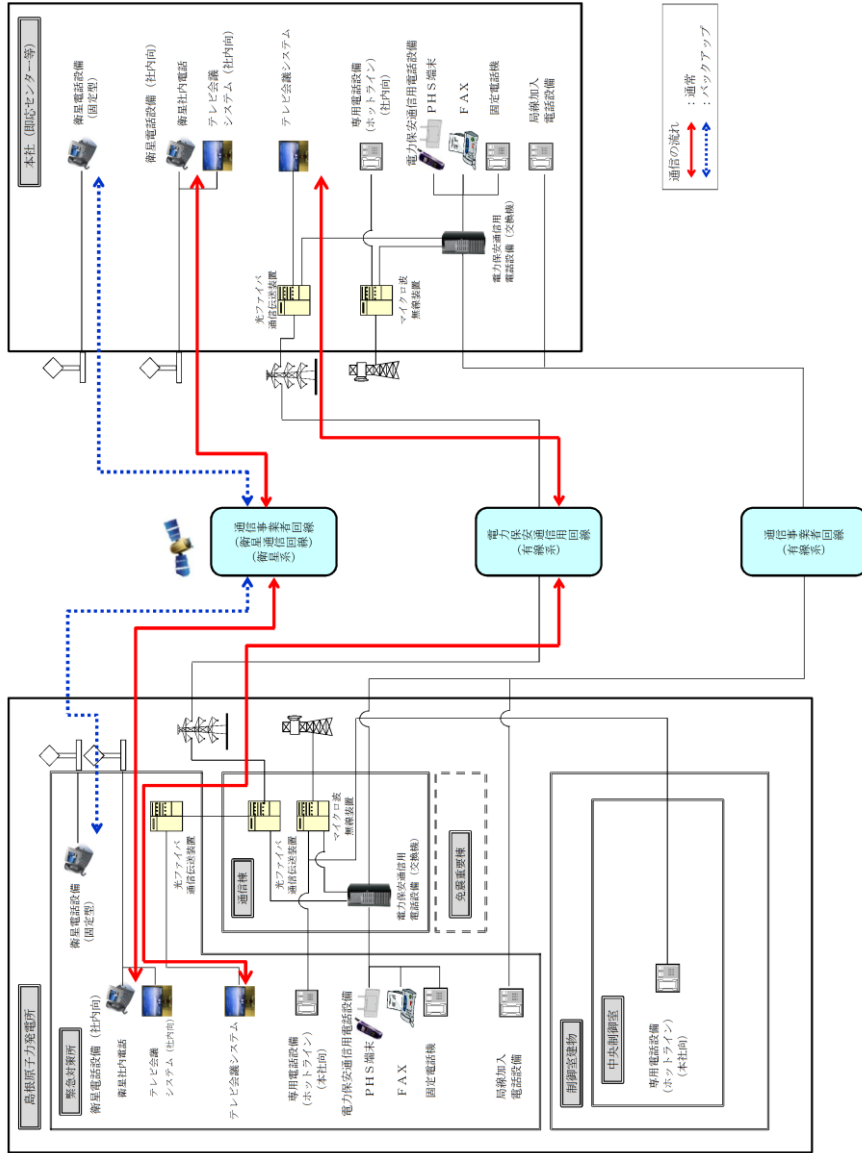 島根原子力発電所
緊急対策所
衛星電話設備（社内向）
衛星社内電話
テレビ会議
システム（社内向）
テレビ会議システム
専用電話設備
（ホットライン）
（本社向）
電力保安通信用電話設備
ＰＨＳ端末
ＦＡＸ
固定電話機
局線加入
電話設備
衛星電話設備
（固定型）
光ファイバ
通信伝送装置
通信棟
光ファイバ
通信伝送装置
マイクロ波
無線装置
電力保安通信用
電話設備（交換機）
免震重要棟
制御室建物
中央制御室
専用電話設備
（ホットライン）
（本社向）
通信事業者回線
（衛星通信回線）
（衛星系）
電力保安通信用回線
（有線系）
通信事業者回線
（有線系）
本社（即応センター等）
衛星電話設備
（固定型）
衛星電話設備（社内向）
衛星社内電話
テレビ会議
システム（社内向）
テレビ会議システム
専用電話設備
（ホットライン）
（社内向）
電力保安通信用電話設備
ＰＨＳ端末
ＦＡＸ
固定電話機
局線加入
電話設備
光ファイバ
通信伝送装置
マイクロ波
無線装置
電力保安通信用
電話設備（交換機）
通信の流れ
：通常
：バックアップ